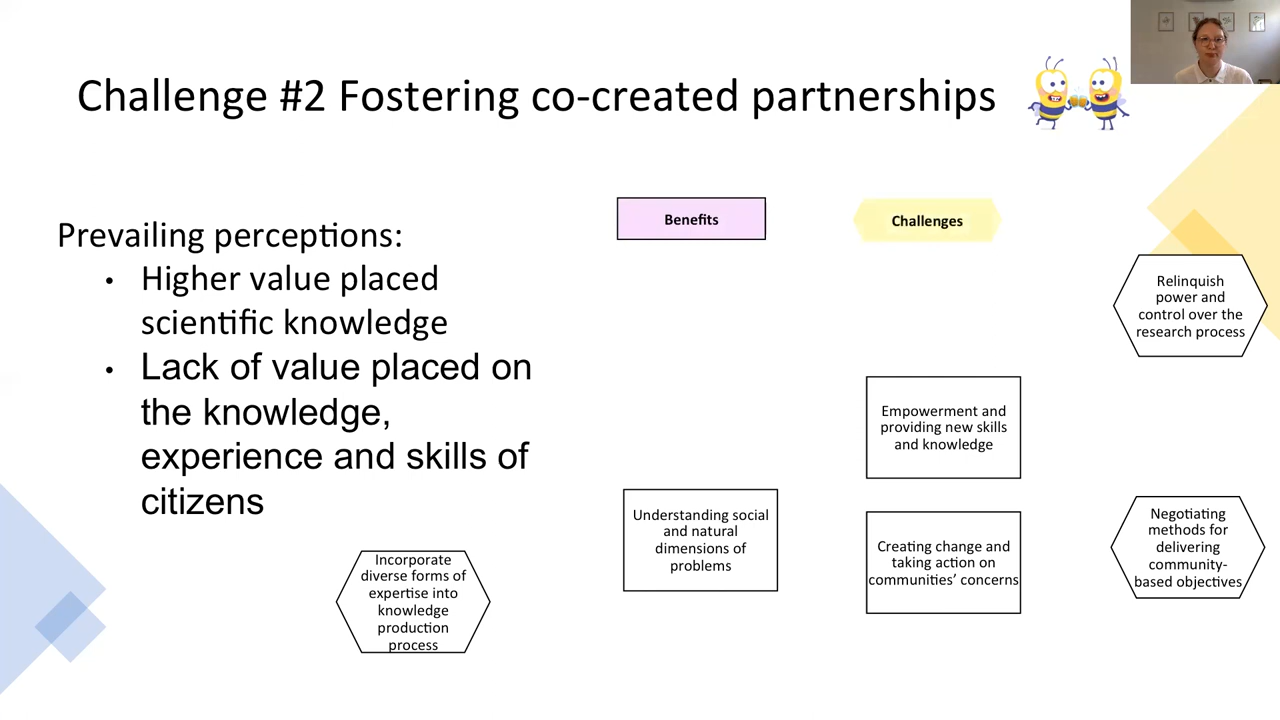 Challenge #2 Fostering co-created partnerships
Prevailing perceptions:
• Higher value placed
scientific knowledge
• Lack of value placed on
the knowledge,
experience and skills of
citizens
Benefits
Challenges
Relinquish
power and
control over the
research process
Empowerment and
providing new skills
and knowledge
Understanding social
and natural
dimensions of
problems
Creating change and
taking action on
communities’ concerns
Negotiating
methods for
delivering
community-
based objectives
Incorporate
diverse forms of
expertise into
knowledge
production
process